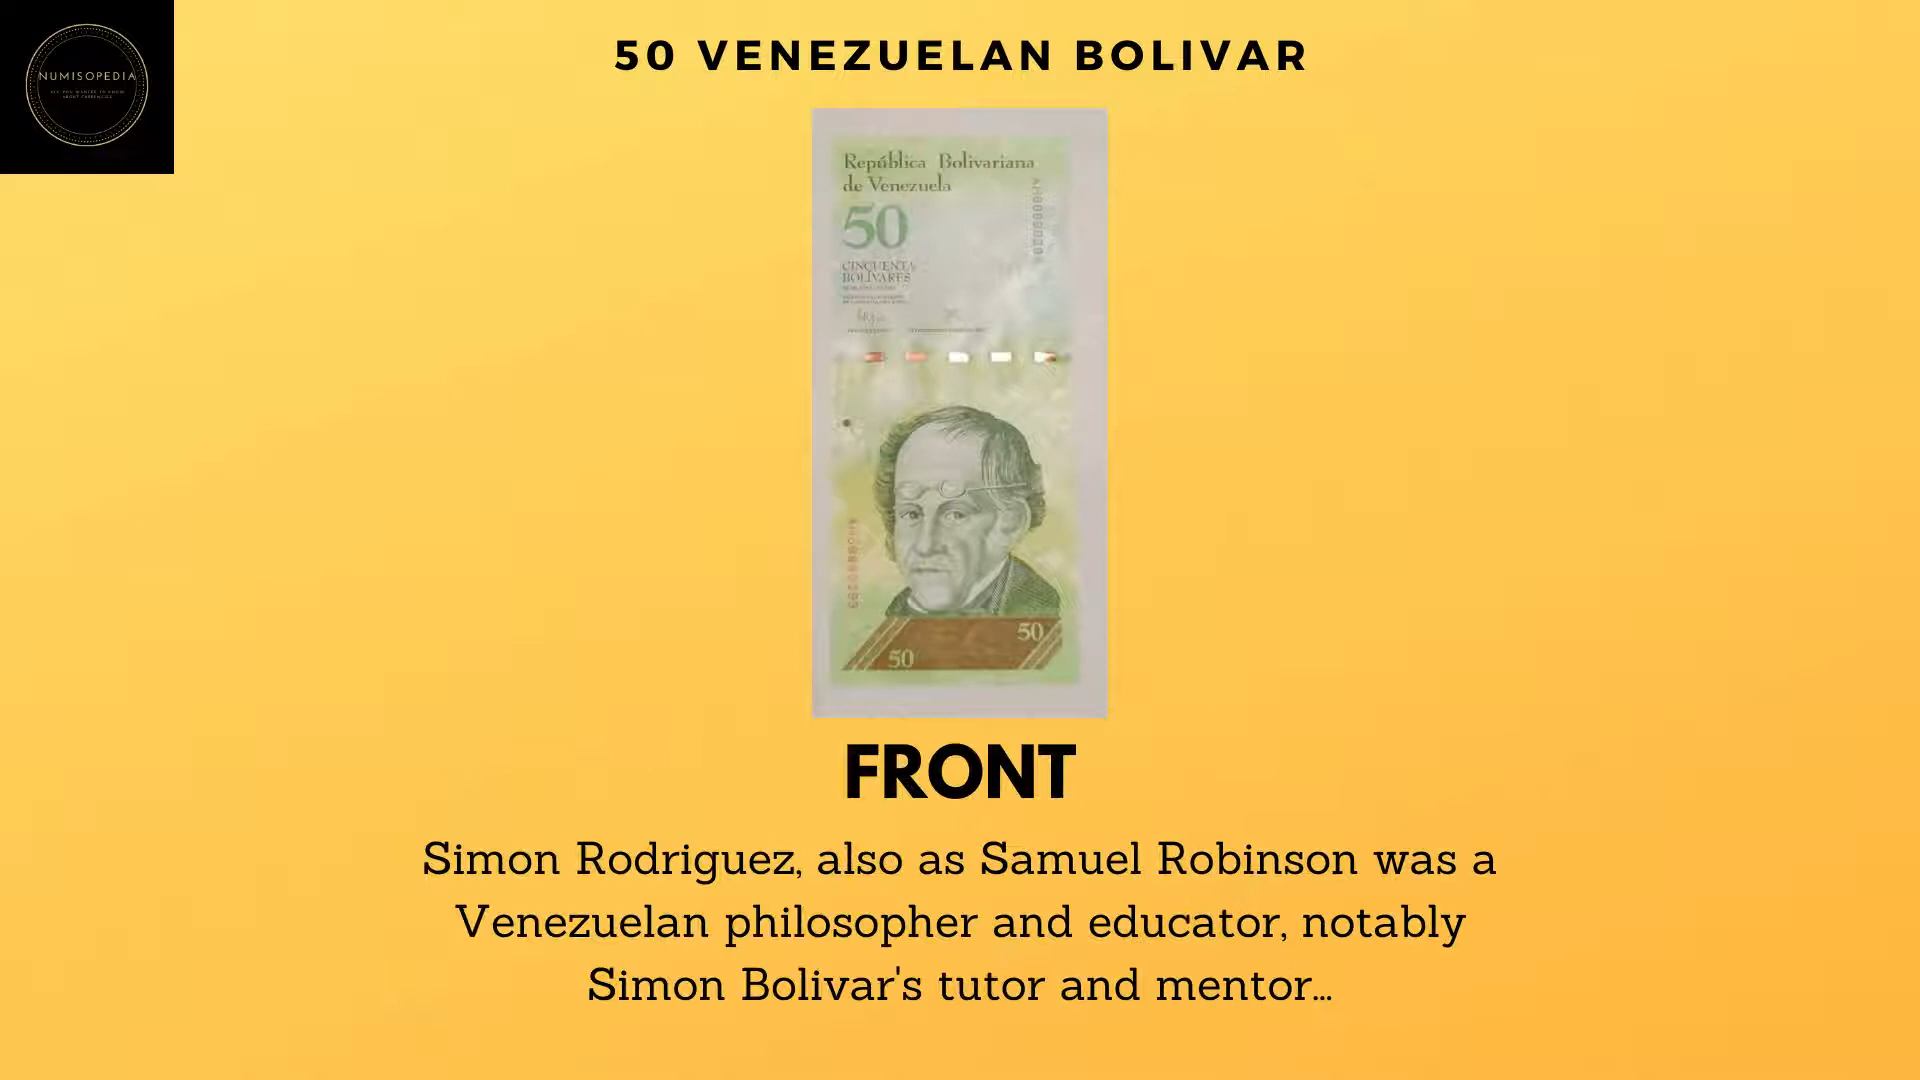 NUMISOPEDIA
50 VENEZUELAN BOLIVAR
República Bolivariana
de Venezuela
50
CINCUENTA
BOLÍVARES
50
50
FRONT
Simon Rodriguez, also as Samuel Robinson was a
Venezuelan philosopher and educator, notably
Simon Bolivar's tutor and mentor...